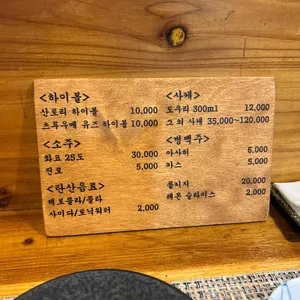 <하이볼>
산토리 하이볼 10,000
츠루우메 유즈 하이볼 10,000
<소주>
화요 25도 30,000
진로 5,000
<탄산음료>
제로콜라/콜라
사이다/토닉워터 2,000
<사케>
도쿠리 300ml 12,000
그 외 사케 35,000~120,000
<병맥주>
아사히 6,000
카스 5,000
콜키지 20,000
레몬 슬라이스 2,000